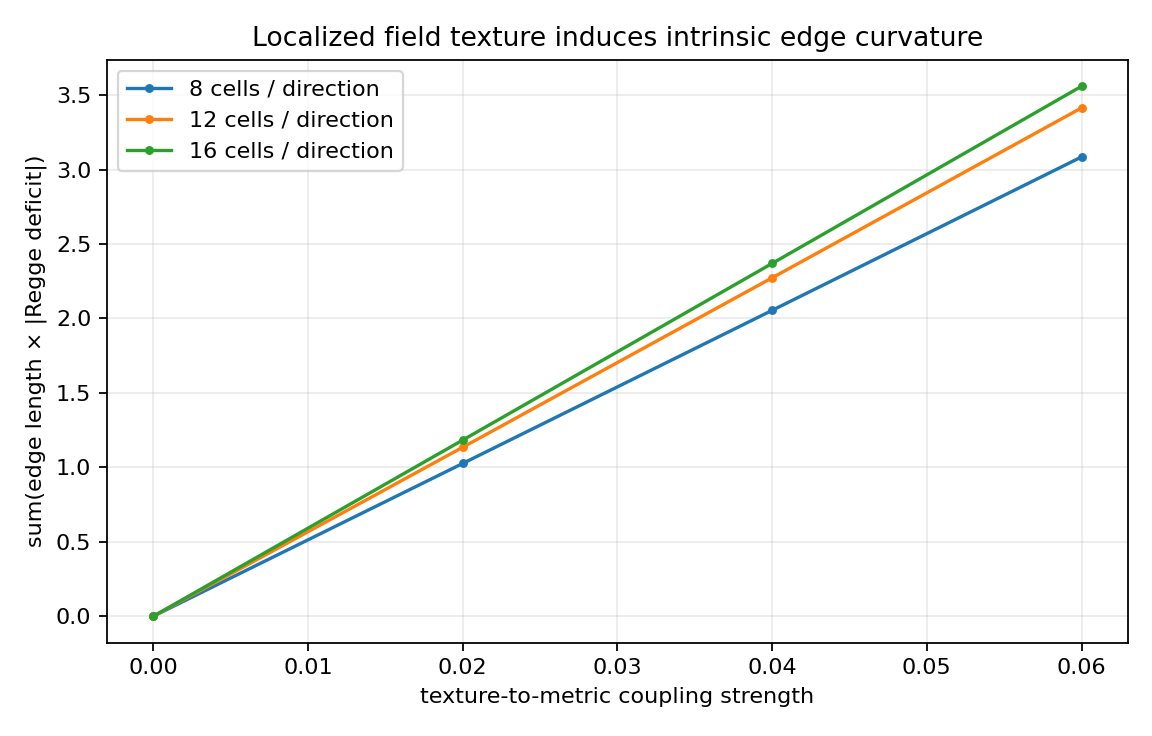 Localized field texture induces intrinsic edge curvature
8 cells / direction
12 cells / direction
16 cells / direction
sum(edge length × |Regge deficit|)
3.5
3.0
2.5
2.0
1.5
1.0
0.5
0.0
0.00 0.01 0.02 0.03 0.04 0.05 0.06
texture-to-metric coupling strength